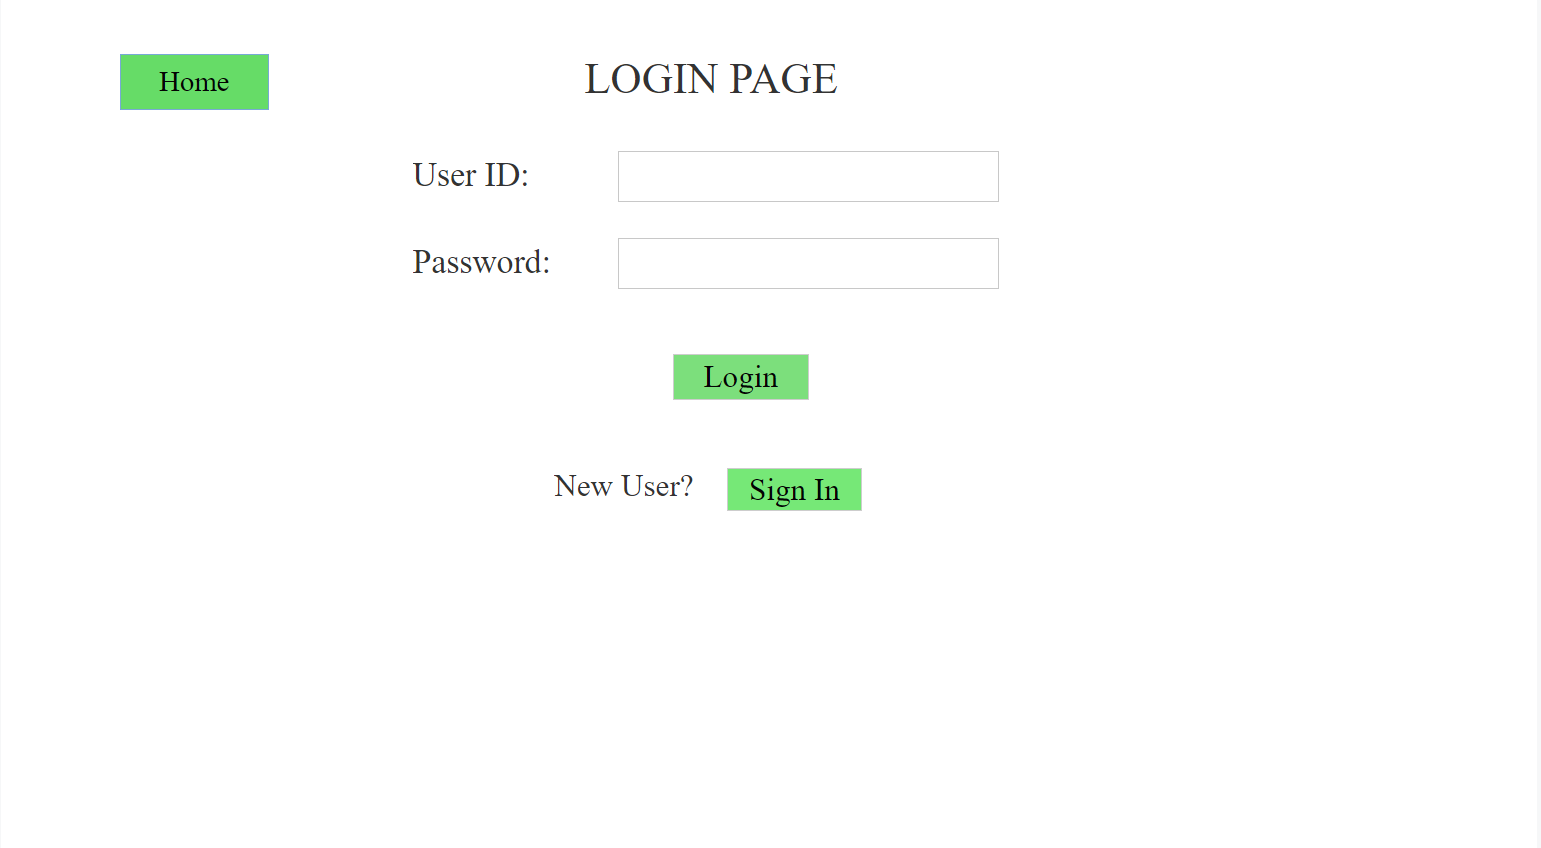 Home
LOGIN PAGE
User ID:
Password:
Login
New User? Sign In